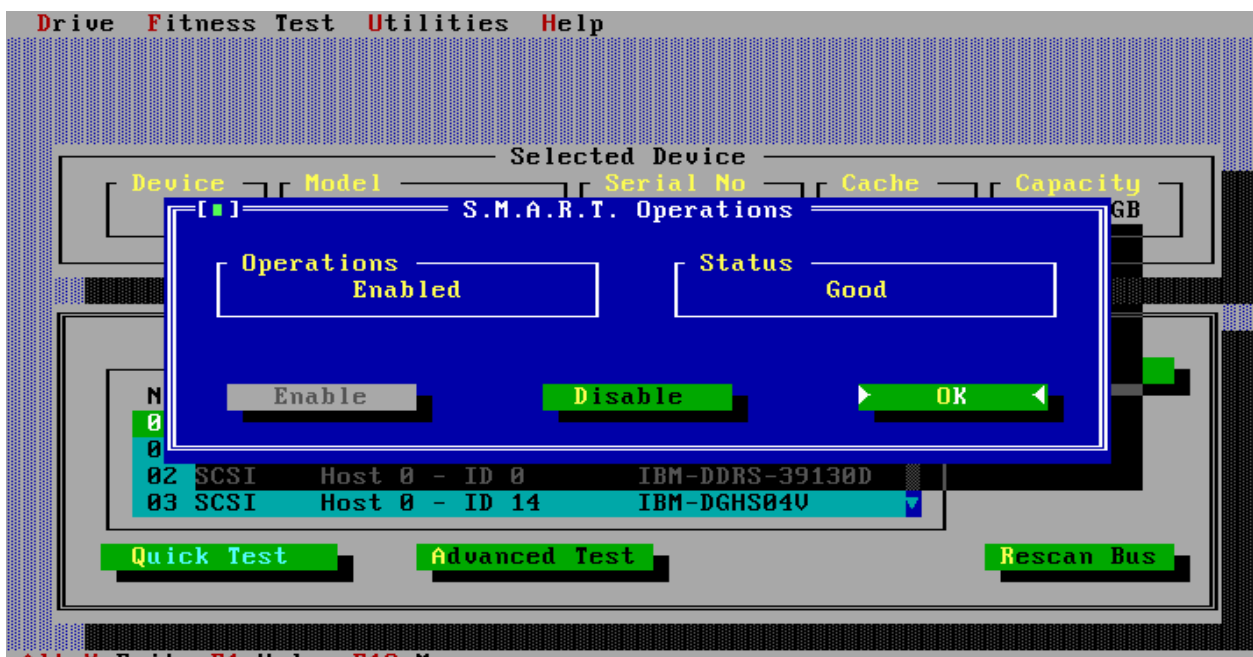 Drive Fitness Test Utilities Help
Selected Device
Device Model Serial No Cache Capacity
GB
[■] S.M.A.R.T. Operations
Operations Status
Enabled Good
Enable Disable OK
N
0
0
02 SCSI Host 0 - ID 0 IBM-DDRS-39130D
03 SCSI Host 0 - ID 14 IBM-DGHS04V
Quick Test Advanced Test Rescan Bus